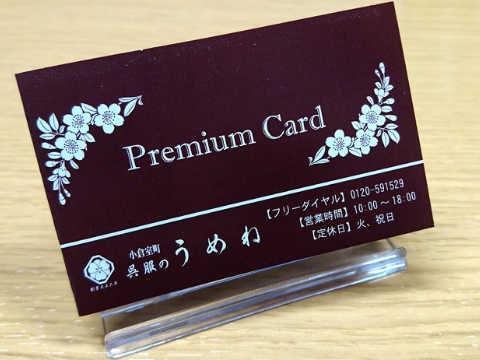 Premium Card
小倉室町
呉服のうめね
【フリーダイヤル】0120-591529
【営業時間】10:00～18:00
【定休日】火、祝日